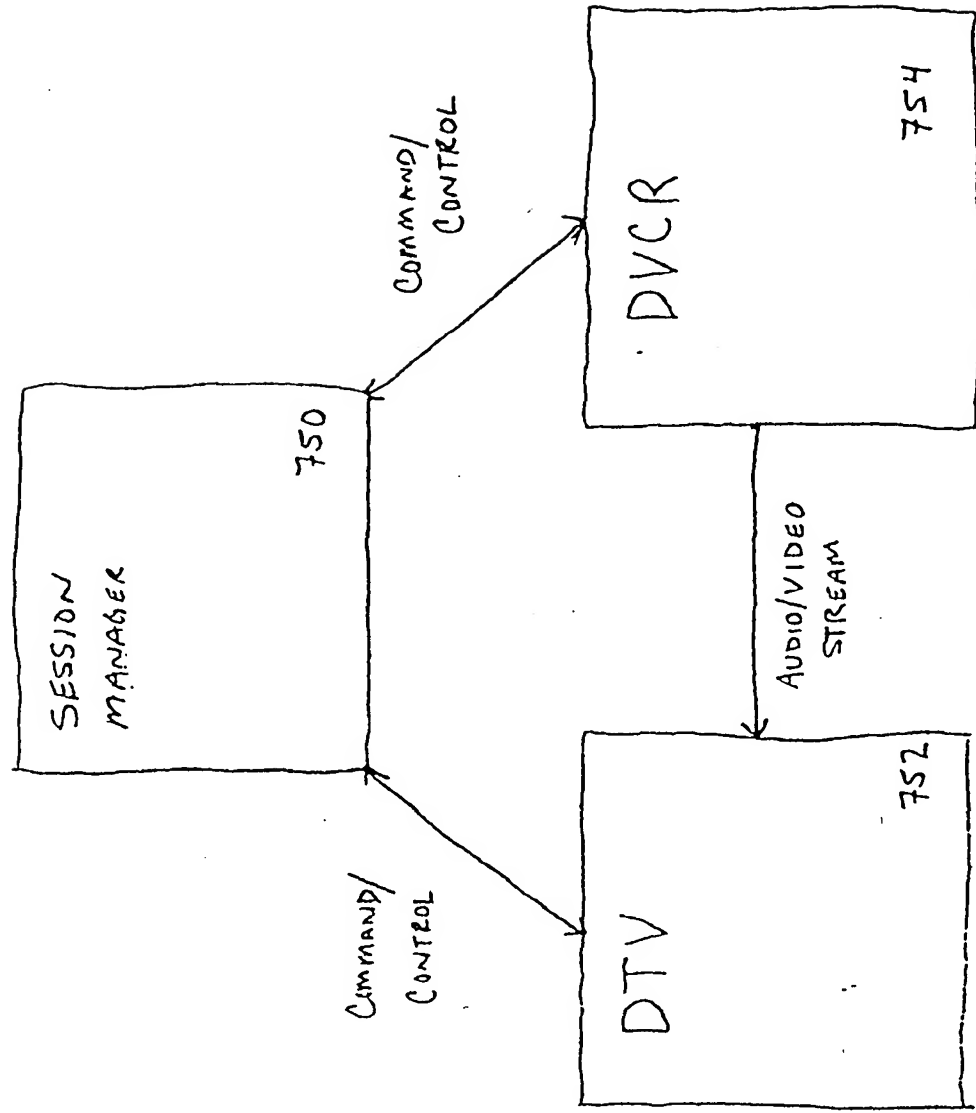 SESSION
MANAGER
750
COMMAND/
CONTROL
COMMAND/
CONTROL
DTV
752
AUDIO/VIDEO
STREAM
DVCR
754